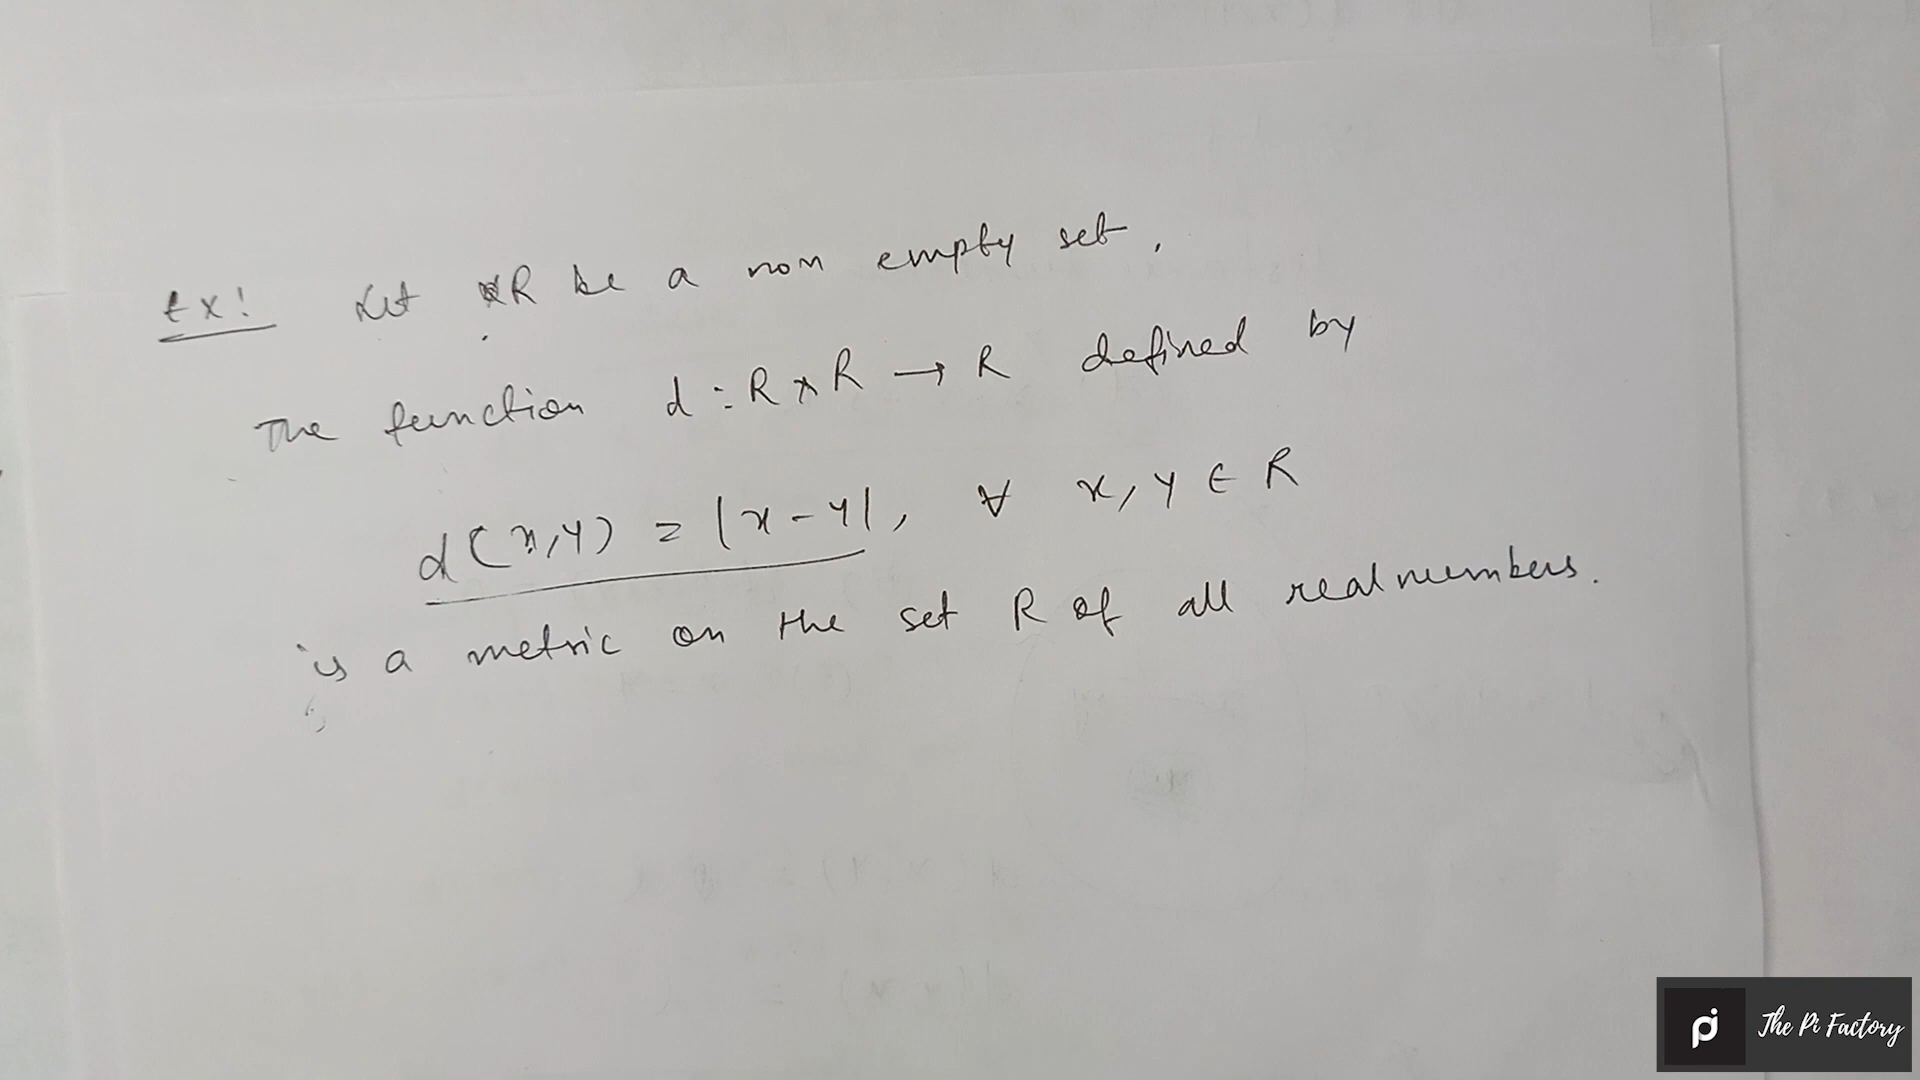 Ex! Let R be a non empty set,
The function d : R x R → R defined by
d(x,y) = |x-y|, ∀ x, y ∈ R
is a metric on the set R of all real numbers.
The Pi Factory